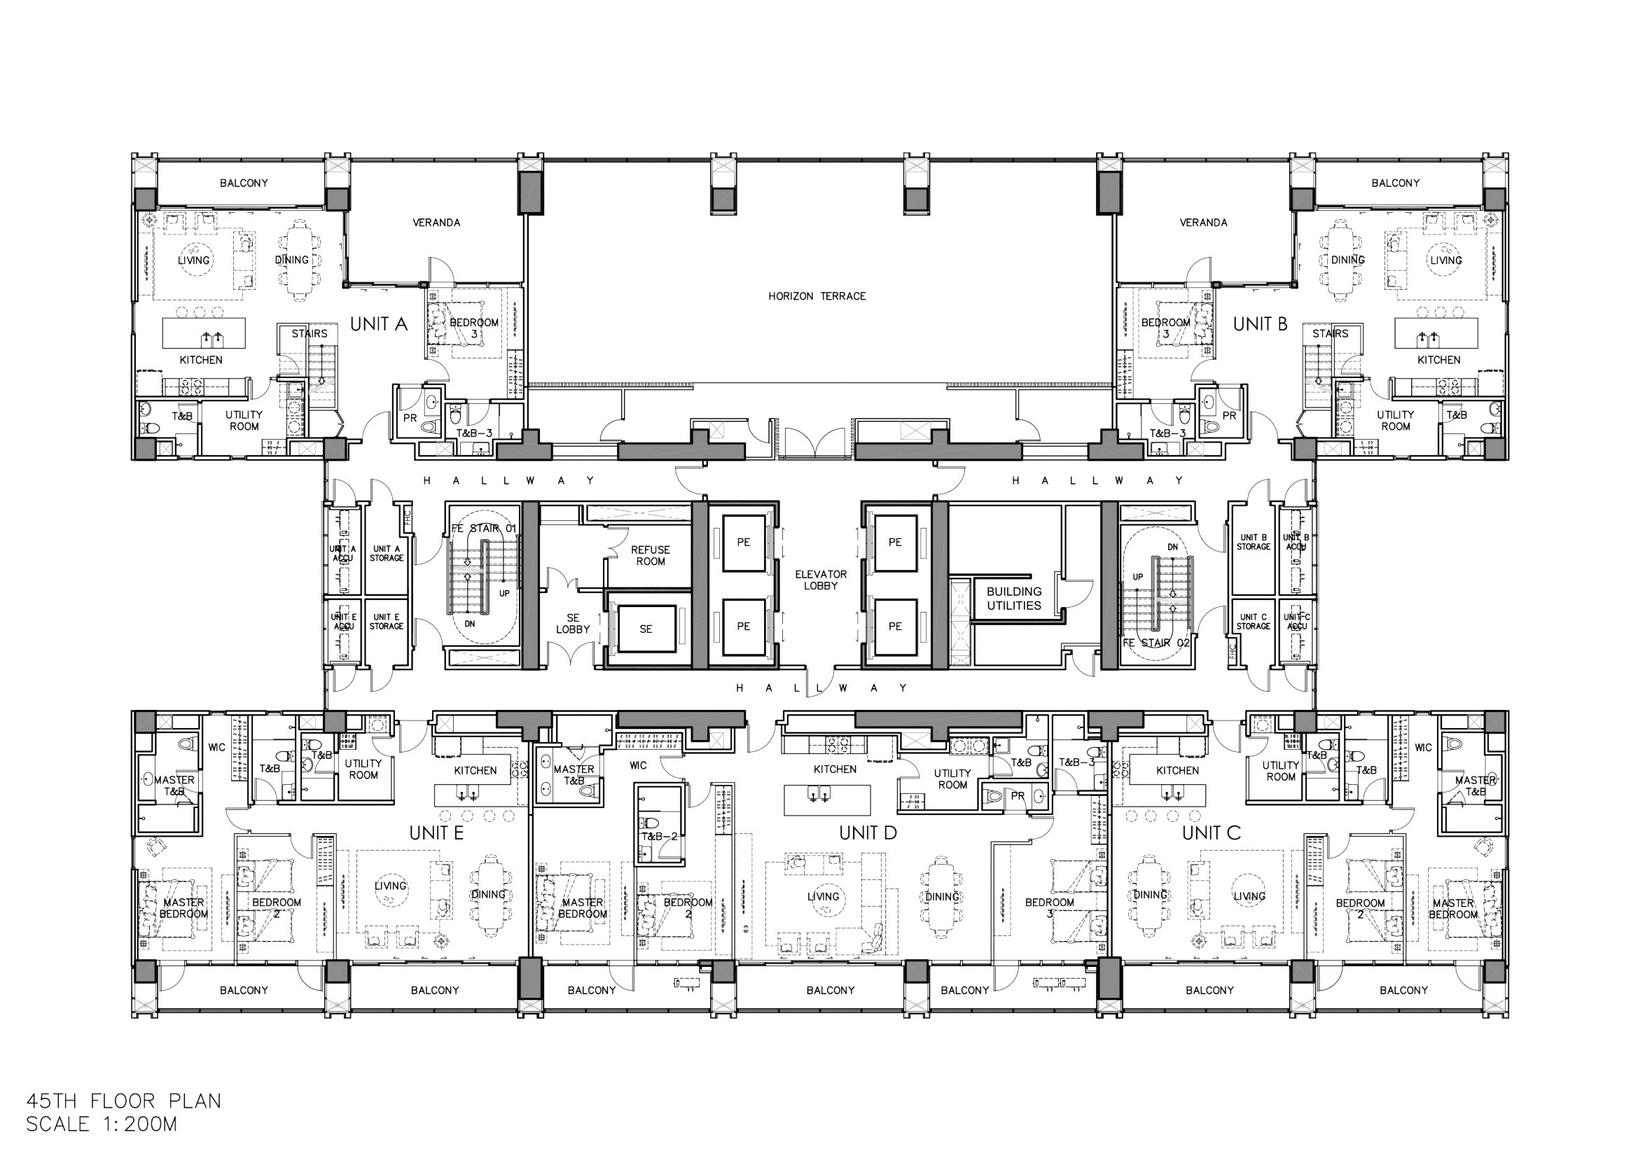 BALCONY
VERANDA
VERANDA
BALCONY
LIVING
DINING
DINING
LIVING
HORIZON TERRACE
UNIT A
BEDROOM
3
BEDROOM
3
UNIT B
STAIRS
STAIRS
KITCHEN
KITCHEN
T&B
UTILITY
ROOM
PR
T&B-3
T&B-3
PR
UTILITY
ROOM
T&B
HALLWAY
HALLWAY
UNIT A
ACCU
UNIT A
STORAGE
FHC
FE STAIR 01
UP
DN
REFUSE
ROOM
SE
LOBBY
SE
PE
PE
ELEVATOR
LOBBY
PE
PE
BUILDING
UTILITIES
DN
UP
FE STAIR 02
FHC
UNIT B
STORAGE
UNIT B
ACCU
UNIT E
ACCU
UNIT E
STORAGE
UNIT C
STORAGE
UNIT C
ACCU
HALLWAY
WIC
T&B
T&B
MASTER
T&B
UTILITY
ROOM
KITCHEN
MASTER
T&B
WIC
KITCHEN
UTILITY
ROOM
T&B
T&B-3
PR
KITCHEN
UTILITY
ROOM
T&B
T&B
WIC
MASTER
T&B
UNIT E
T&B-2
UNIT D
UNIT C
MASTER
BEDROOM
BEDROOM
2
LIVING
DINING
MASTER
BEDROOM
BEDROOM
2
LIVING
DINING
BEDROOM
3
DINING
LIVING
BEDROOM
2
MASTER
BEDROOM
BALCONY
BALCONY
BALCONY
BALCONY
BALCONY
BALCONY
BALCONY
45TH FLOOR PLAN
SCALE 1:200M